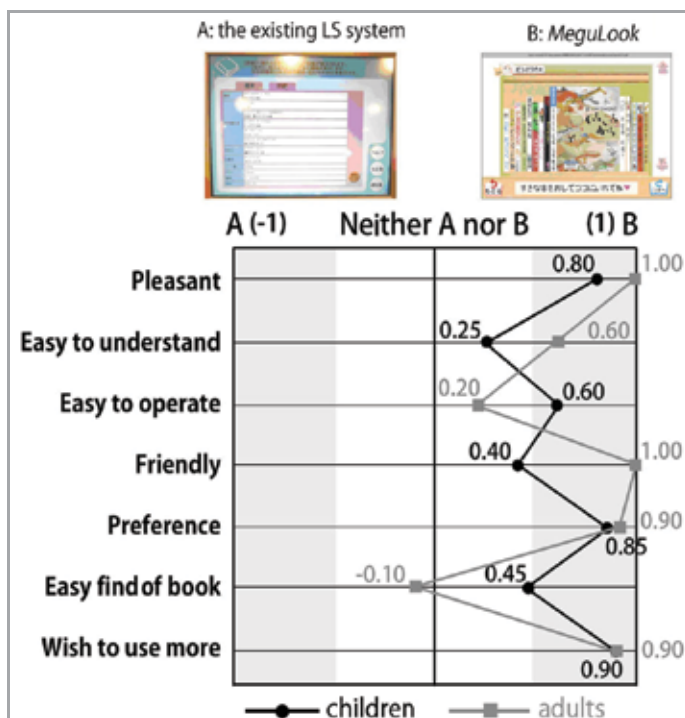 A: the existing LS system
B: MeguLook
A (-1) Neither A nor B (1) B
Pleasant 0.80 1.00
Easy to understand 0.25 0.60
Easy to operate 0.20 0.60
Friendly 0.40 1.00
Preference 0.90
0.85
Easy find of book -0.10 0.45
Wish to use more 0.90
0.90
children adults